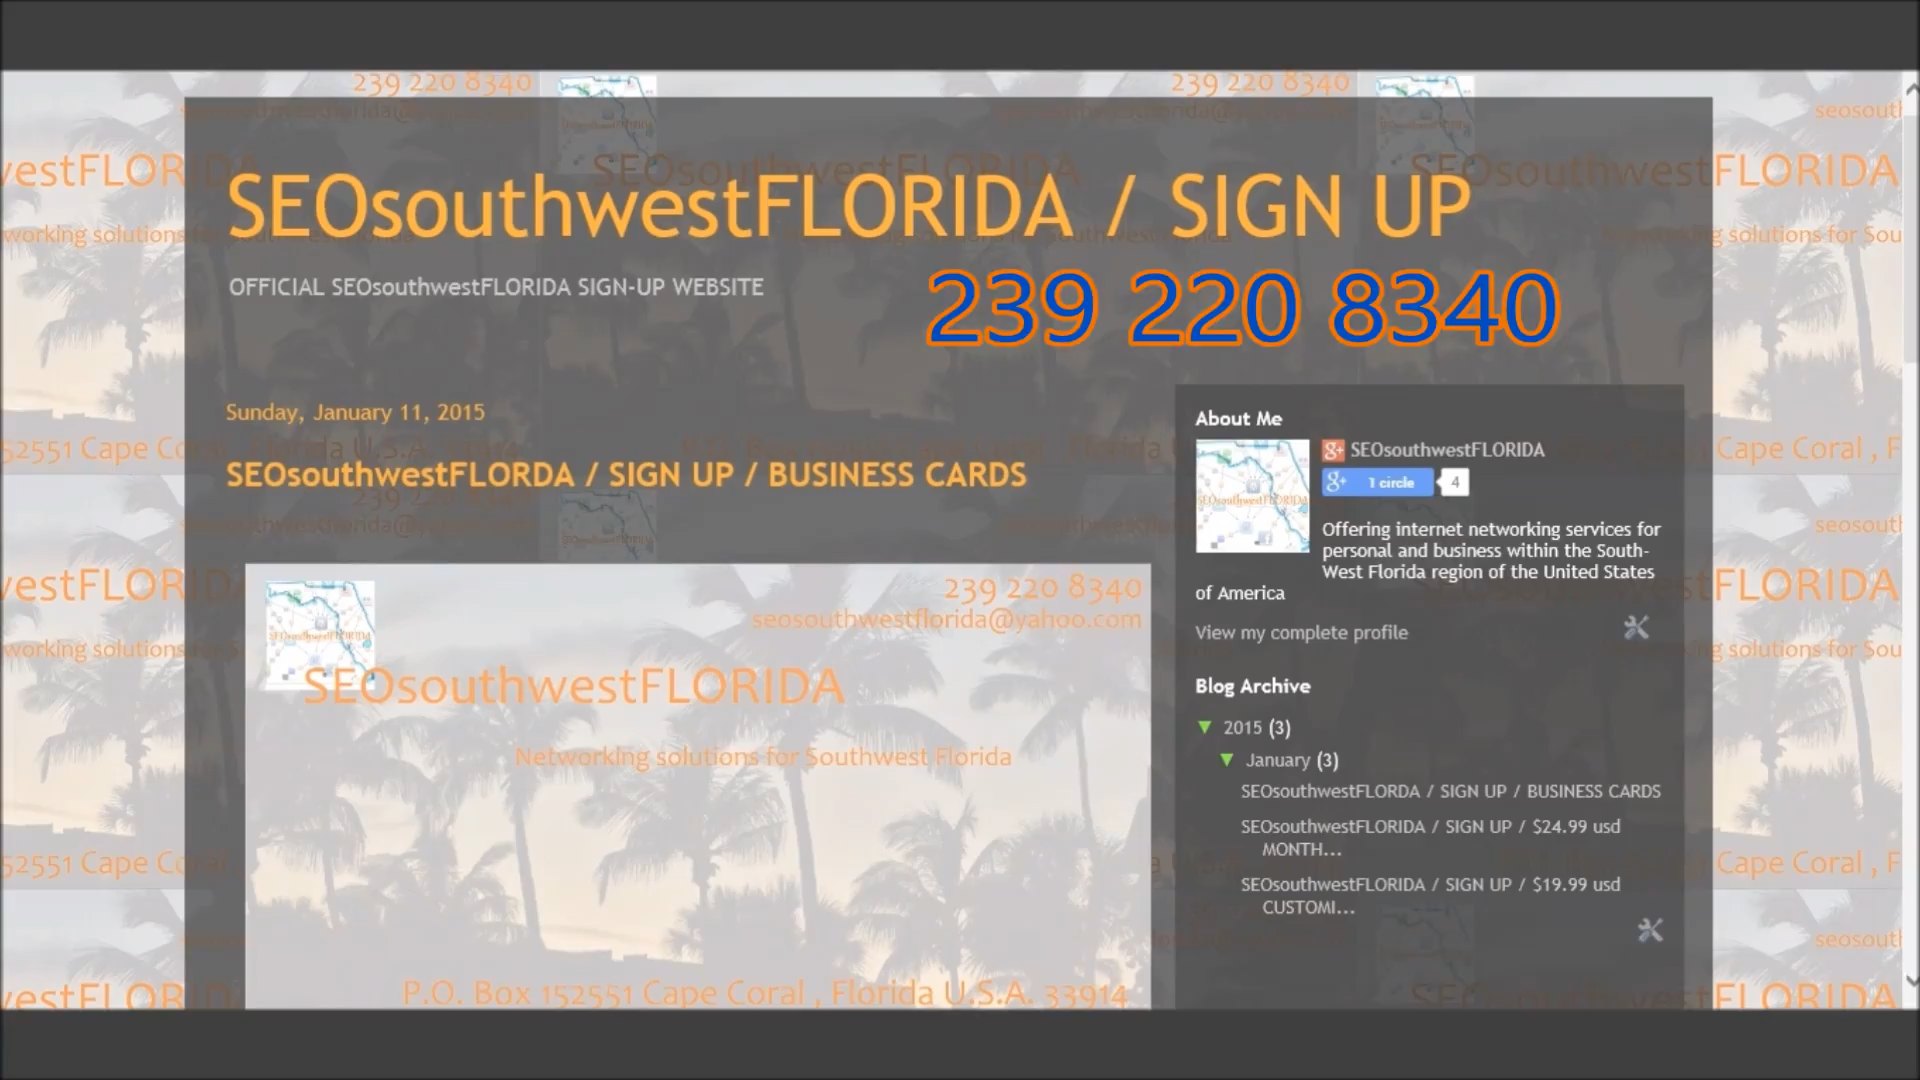 SEOsouthwestFLORIDA / SIGN UP
OFFICIAL SEOsouthwestFLORIDA SIGN-UP WEBSITE
239 220 8340
Sunday, January 11, 2015
SEOsouthwestFLORDA / SIGN UP / BUSINESS CARDS
239 220 8340
seosouthwestflorida@yahoo.com
SEOsouthwestFLORIDA
Networking solutions for Southwest Florida
P.O. Box 152551 Cape Coral , Florida U.S.A. 33914
About Me
g+ SEOsouthwestFLORIDA
g+ 1 circle 4
Offering internet networking services for
personal and business within the South-
West Florida region of the United States
of America
View my complete profile
Blog Archive
▼ 2015 (3)
▼ January (3)
SEOsouthwestFLORDA / SIGN UP / BUSINESS CARDS
SEOsouthwestFLORIDA / SIGN UP / $24.99 usd
MONTH...
SEOsouthwestFLORIDA / SIGN UP / $19.99 usd
CUSTOMI...